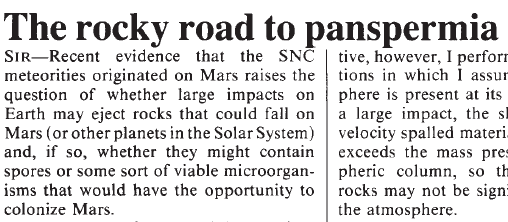 The rocky road to panspermia
SIR—Recent evidence that the SNC
meteorities originated on Mars raises the
question of whether large impacts on
Earth may eject rocks that could fall on
Mars (or other planets in the Solar System)
and, if so, whether they might contain
spores or some sort of viable microorgan-
isms that would have the opportunity to
colonize Mars.
tive, however, I perfor
tions in which I assu
phere is present at its
a large impact, the s
velocity spalled materi
exceeds the mass pres
pheric column, so th
rocks may not be signi
the atmosphere.